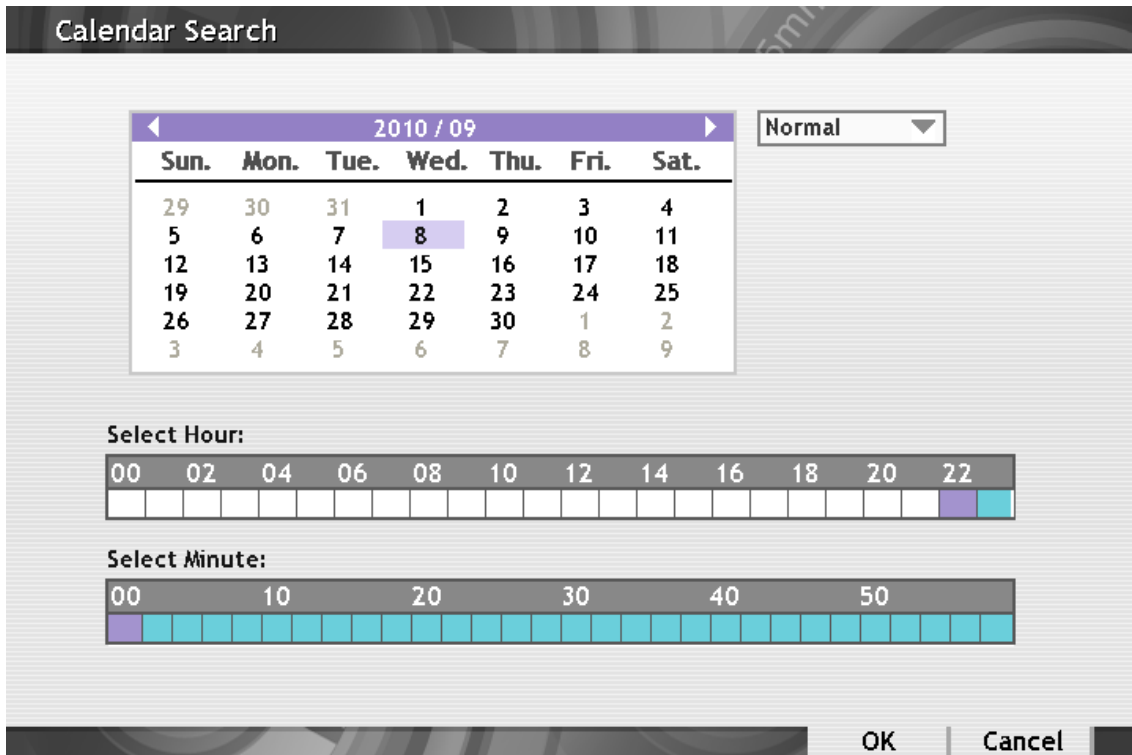 Calendar Search
6mm
2010 / 09
Normal
Sun. Mon. Tue. Wed. Thu. Fri. Sat.
29 30 31 1 2 3 4
5 6 7 8 9 10 11
12 13 14 15 16 17 18
19 20 21 22 23 24 25
26 27 28 29 30 1 2
3 4 5 6 7 8 9
Select Hour:
00 02 04 06 08 10 12 14 16 18 20 22
Select Minute:
00 10 20 30 40 50
OK Cancel